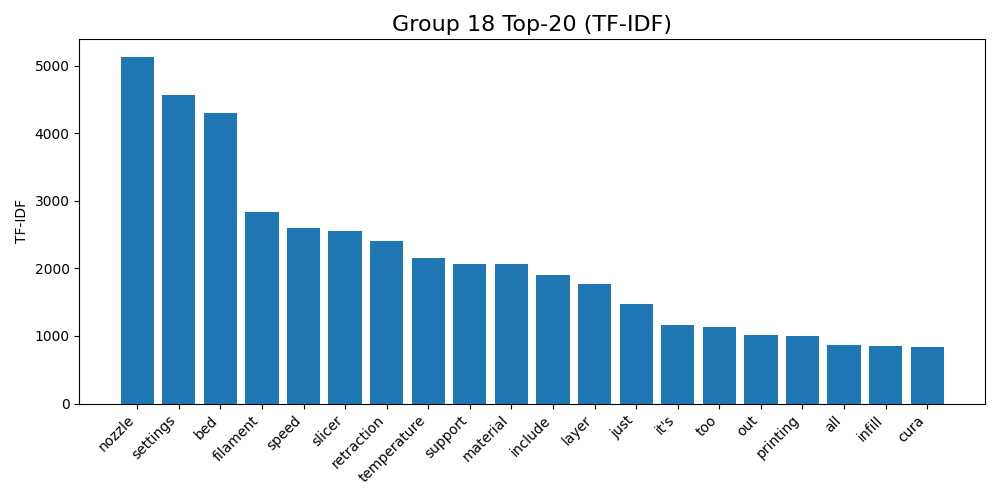 Group 18 Top-20 (TF-IDF)
TF-IDF
5000
4000
3000
2000
1000
0
nozzle
settings
bed
filament
speed
slicer
retraction
temperature
support
material
include
layer
just
it's
too
out
printing
all
infill
cura